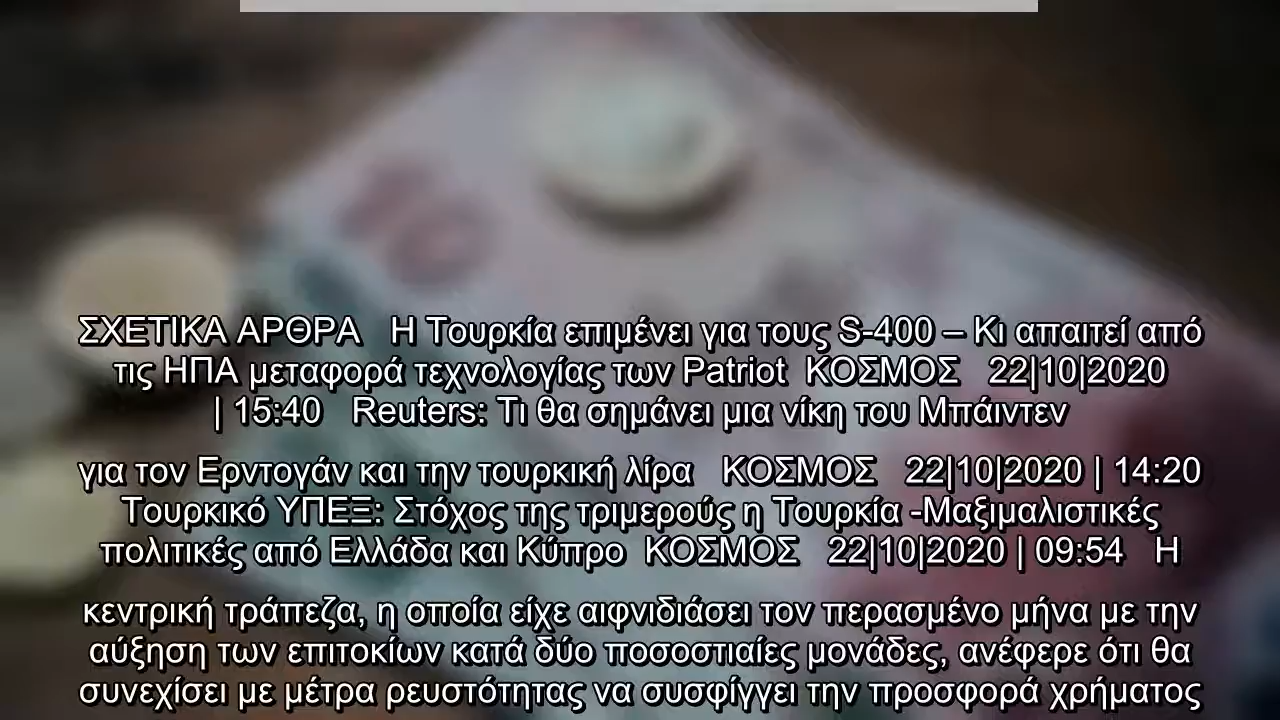 ΣΧΕΤΙΚΑ ΑΡΘΡΑ Η Τουρκία επιμένει για τους S-400 – Κι απαιτεί από
τις ΗΠΑ μεταφορά τεχνολογίας των Patriot ΚΟΣΜΟΣ 22|10|2020
| 15:40 Reuters: Τι θα σημάνει μια νίκη του Μπάιντεν
για τον Ερντογάν και την τουρκική λίρα ΚΟΣΜΟΣ 22|10|2020 | 14:20
Τουρκικό ΥΠΕΞ: Στόχος της τριμερούς η Τουρκία -Μαξιμαλιστικές
πολιτικές από Ελλάδα και Κύπρο ΚΟΣΜΟΣ 22|10|2020 | 09:54 Η
κεντρική τράπεζα, η οποία είχε αιφνιδιάσει τον περασμένο μήνα με την
αύξηση των επιτοκίων κατά δύο ποσοστιαίες μονάδες, ανέφερε ότι θα
συνεχίσει με μέτρα ρευστότητας να συσφίγγει την προσφορά χρήματος